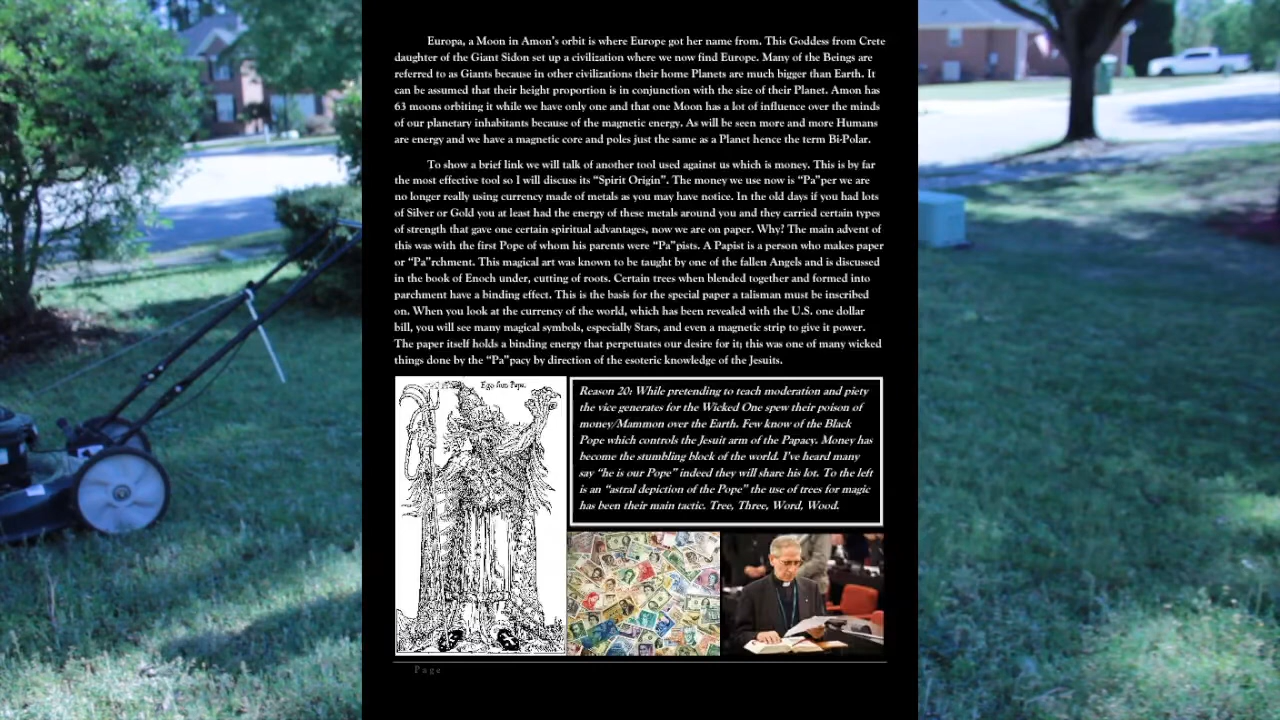 Europa, a Moon in Amon's orbit is where Europe got her name from. This Goddess from Crete
daughter of the Giant Sidon set up a civilization where we now find Europe. Many of the Beings are
referred to as Giants because in other civilizations their home Planets are much bigger than Earth. It
can be assumed that their height proportion is in conjunction with the size of their Planet. Amon has
63 moons orbiting it while we have only one and that one Moon has a lot of influence over the minds
of our planetary inhabitants because of the magnetic energy. As will be seen more and more Humans
are energy and we have a magnetic core and poles just the same as a Planet hence the term Bi-Polar.
To show a brief link we will talk of another tool used against us which is money. This is by far
the most effective tool so I will discuss its "Spirit Origin". The money we use now is "Pa"per we are
no longer really using currency made of metals as you may have notice. In the old days if you had lots
of Silver or Gold you at least had the energy of these metals around you and they carried certain types
of strength that gave one certain spiritual advantages, now we are on paper. Why? The main advent of
this was with the first Pope of whom his parents were "Pa"pists. A Papist is a person who makes paper
or "Pa"rchment. This magical art was known to be taught by one of the fallen Angels and is discussed
in the book of Enoch under, cutting of roots. Certain trees when blended together and formed into
parchment have a binding effect. This is the basis for the special paper a talisman must be inscribed
on. When you look at the currency of the world, which has been revealed with the U.S. one dollar
bill, you will see many magical symbols, especially Stars, and even a magnetic strip to give it power.
The paper itself holds a binding energy that perpetuates our desire for it; this was one of many wicked
things done by the "Pa"pacy by direction of the esoteric knowledge of the Jesuits.
Ego sum Papa.
Reason 20: While pretending to teach moderation and piety
the vice generates for the Wicked One spew their poison of
money/Mammon over the Earth. Few know of the Black
Pope which controls the Jesuit arm of the Papacy. Money has
become the stumbling block of the world. I've heard many
say "he is our Pope" indeed they will share his lot. To the left
is an "astral depiction of the Pope" the use of trees for magic
has been their main tactic. Tree, Three, Word, Wood.
Page